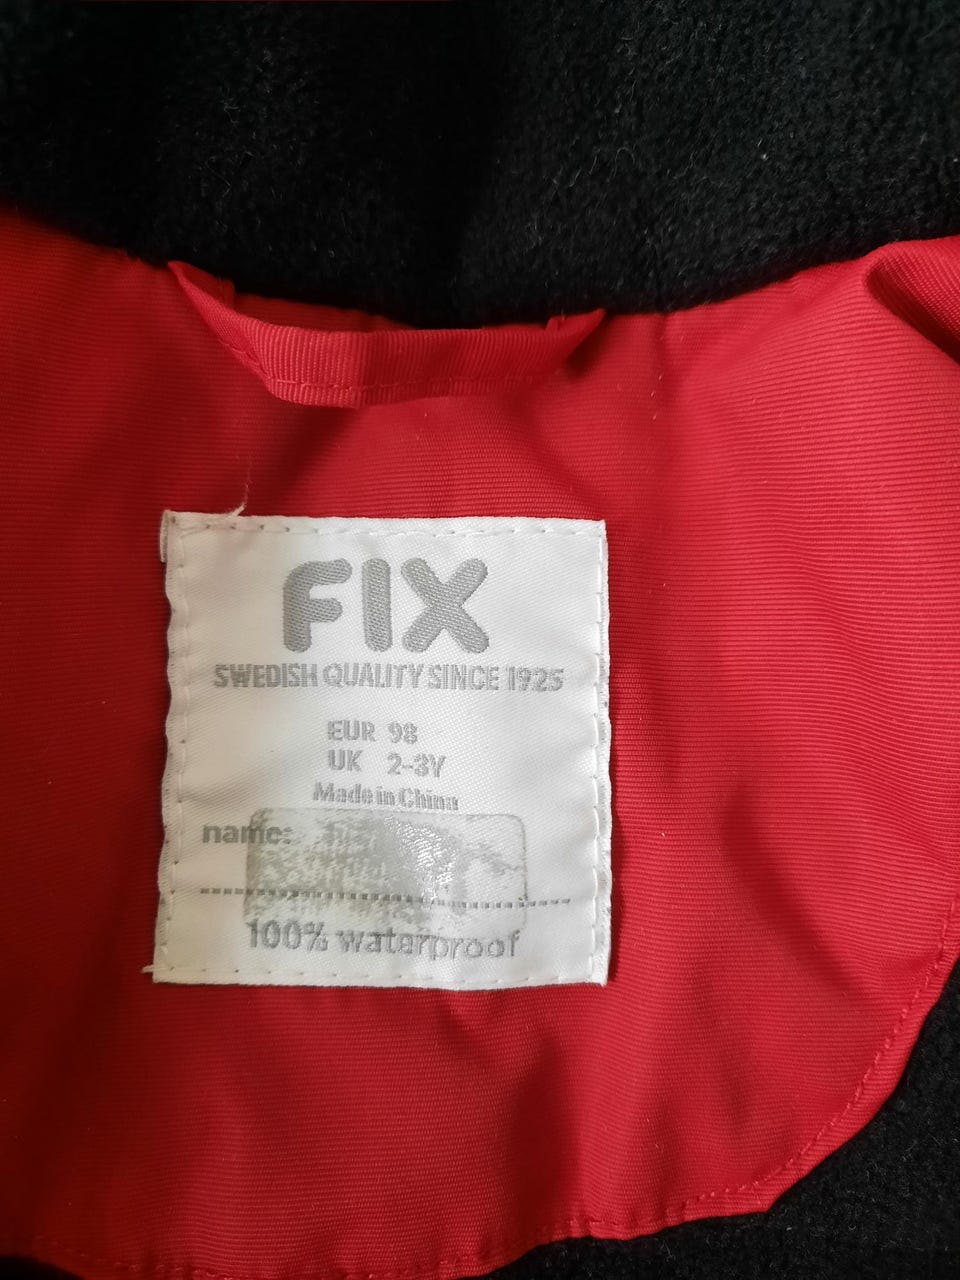 FIX
SWEDISH QUALITY SINCE 1925
EUR 98
UK 2-3Y
Made in China
name:
100% waterproof